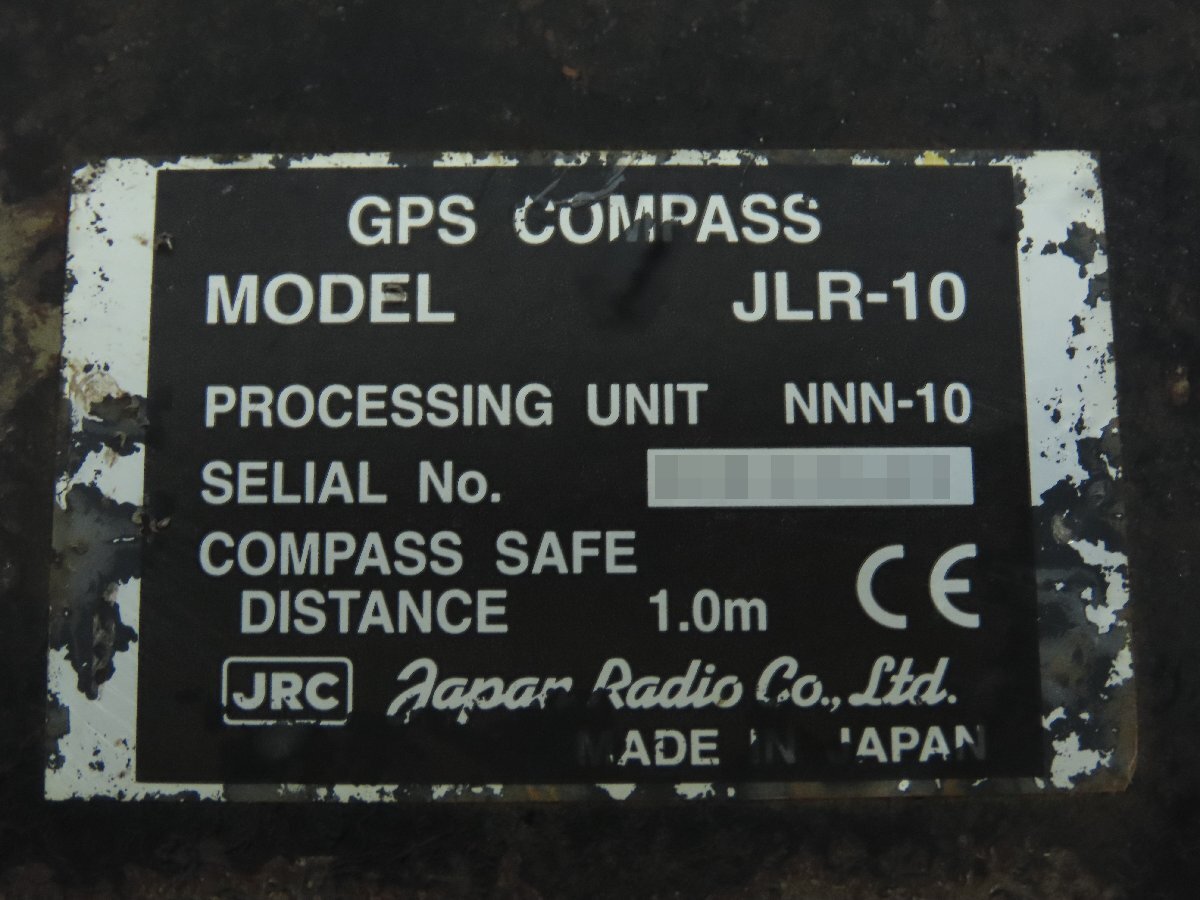 GPS COMPASS
MODEL JLR-10
PROCESSING UNIT NNN-10
SELIAL No.
COMPASS SAFE
DISTANCE 1.0m
CE
JRC Japan Radio Co., Ltd.
MADE IN JAPAN